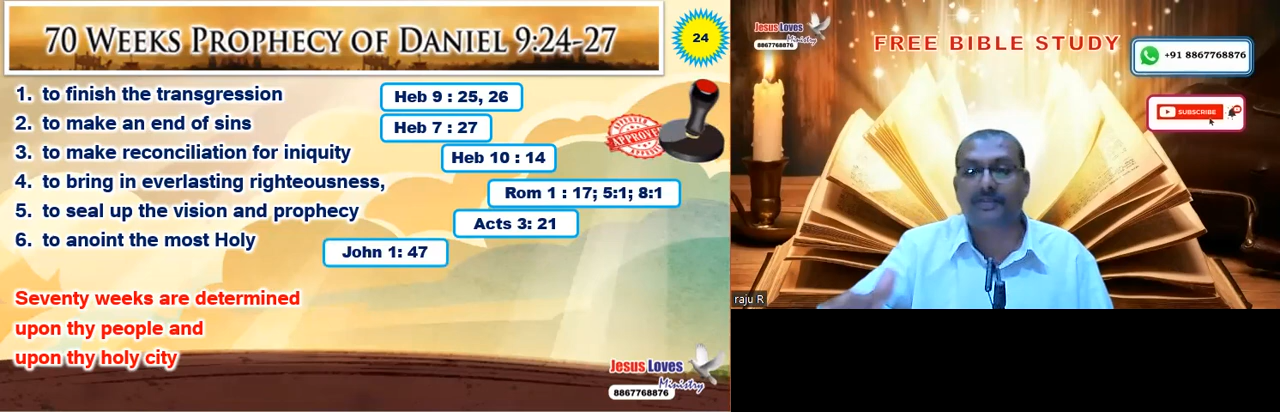 70 WEEKS PROPHECY OF DANIEL 9:24-27
24
1. to finish the transgression
Heb 9 : 25, 26
2. to make an end of sins
Heb 7 : 27
3. to make reconciliation for iniquity
Heb 10 : 14
4. to bring in everlasting righteousness,
Rom 1 : 17; 5:1; 8:1
5. to seal up the vision and prophecy
Acts 3: 21
6. to anoint the most Holy
John 1: 47
APPROVED
Seventy weeks are determined
upon thy people and
upon thy holy city
Jesus Loves
Ministry
8867768876
Jesus Loves
Ministry
8867768876
FREE BIBLE STUDY
+91 8867768876
SUBSCRIBE
raju R